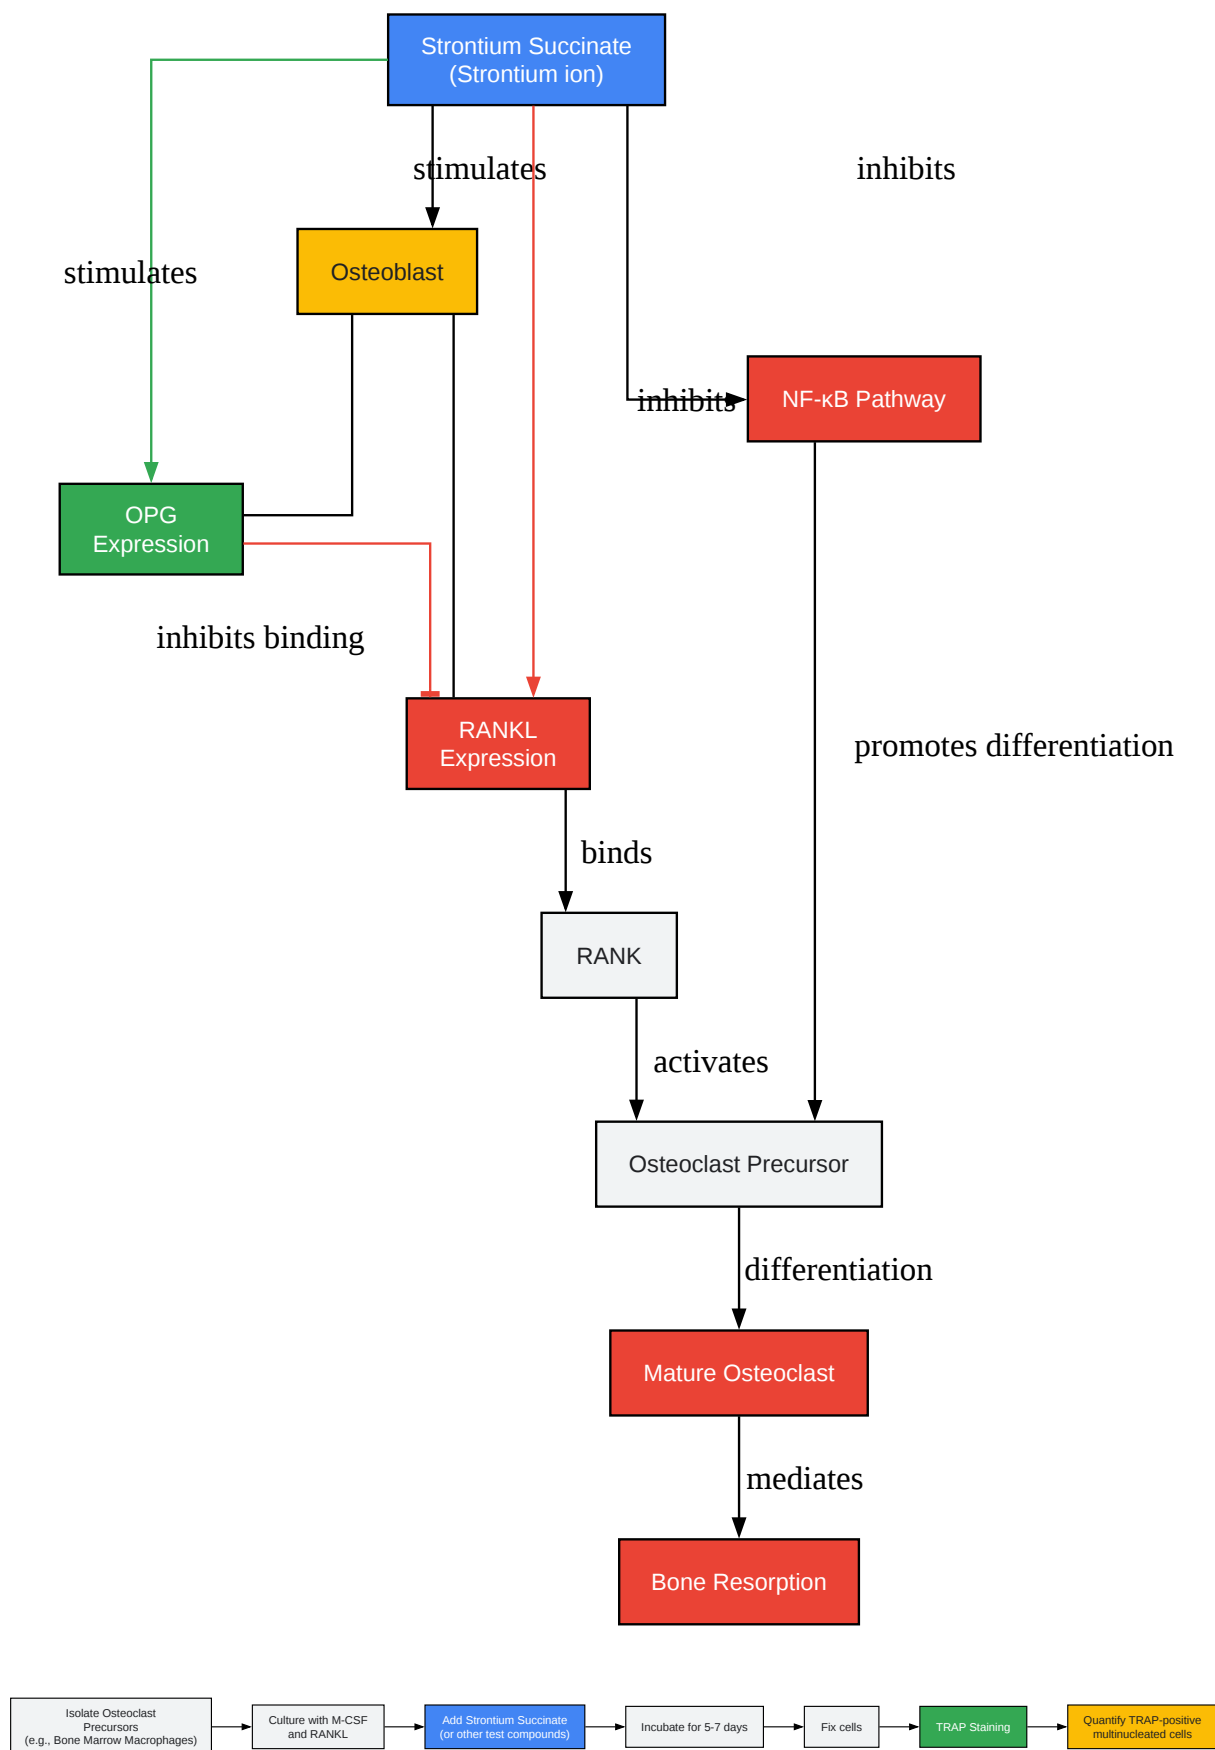 Strontium Succinate
(Strontium ion)
stimulates
inhibits
Osteoblast
stimulates
NF-κB Pathway
inhibits
OPG
Expression
inhibits binding
RANKL
Expression
promotes differentiation
binds
RANK
activates
Osteoclast Precursor
differentiation
Mature Osteoclast
mediates
Bone Resorption
Isolate Osteoclast
Precursors
(e.g., Bone Marrow Macrophages)
Culture with M-CSF
and RANKL
Add Strontium Succinate
(or other test compounds)
Incubate for 5-7 days
Fix cells
TRAP Staining
Quantify TRAP-positive
multinucleated cells